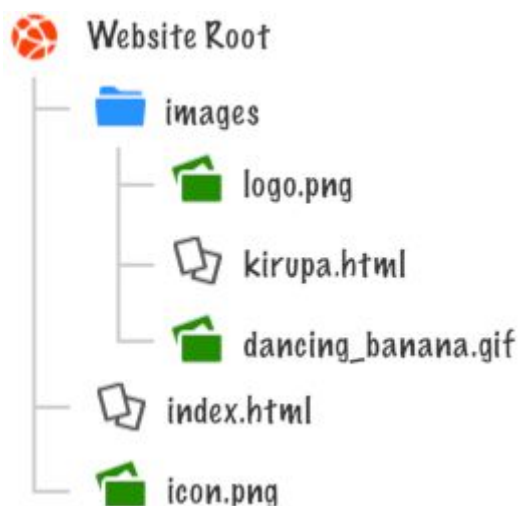 Website Root
images
logo.png
kirupa.html
dancing_banana.gif
index.html
icon.png